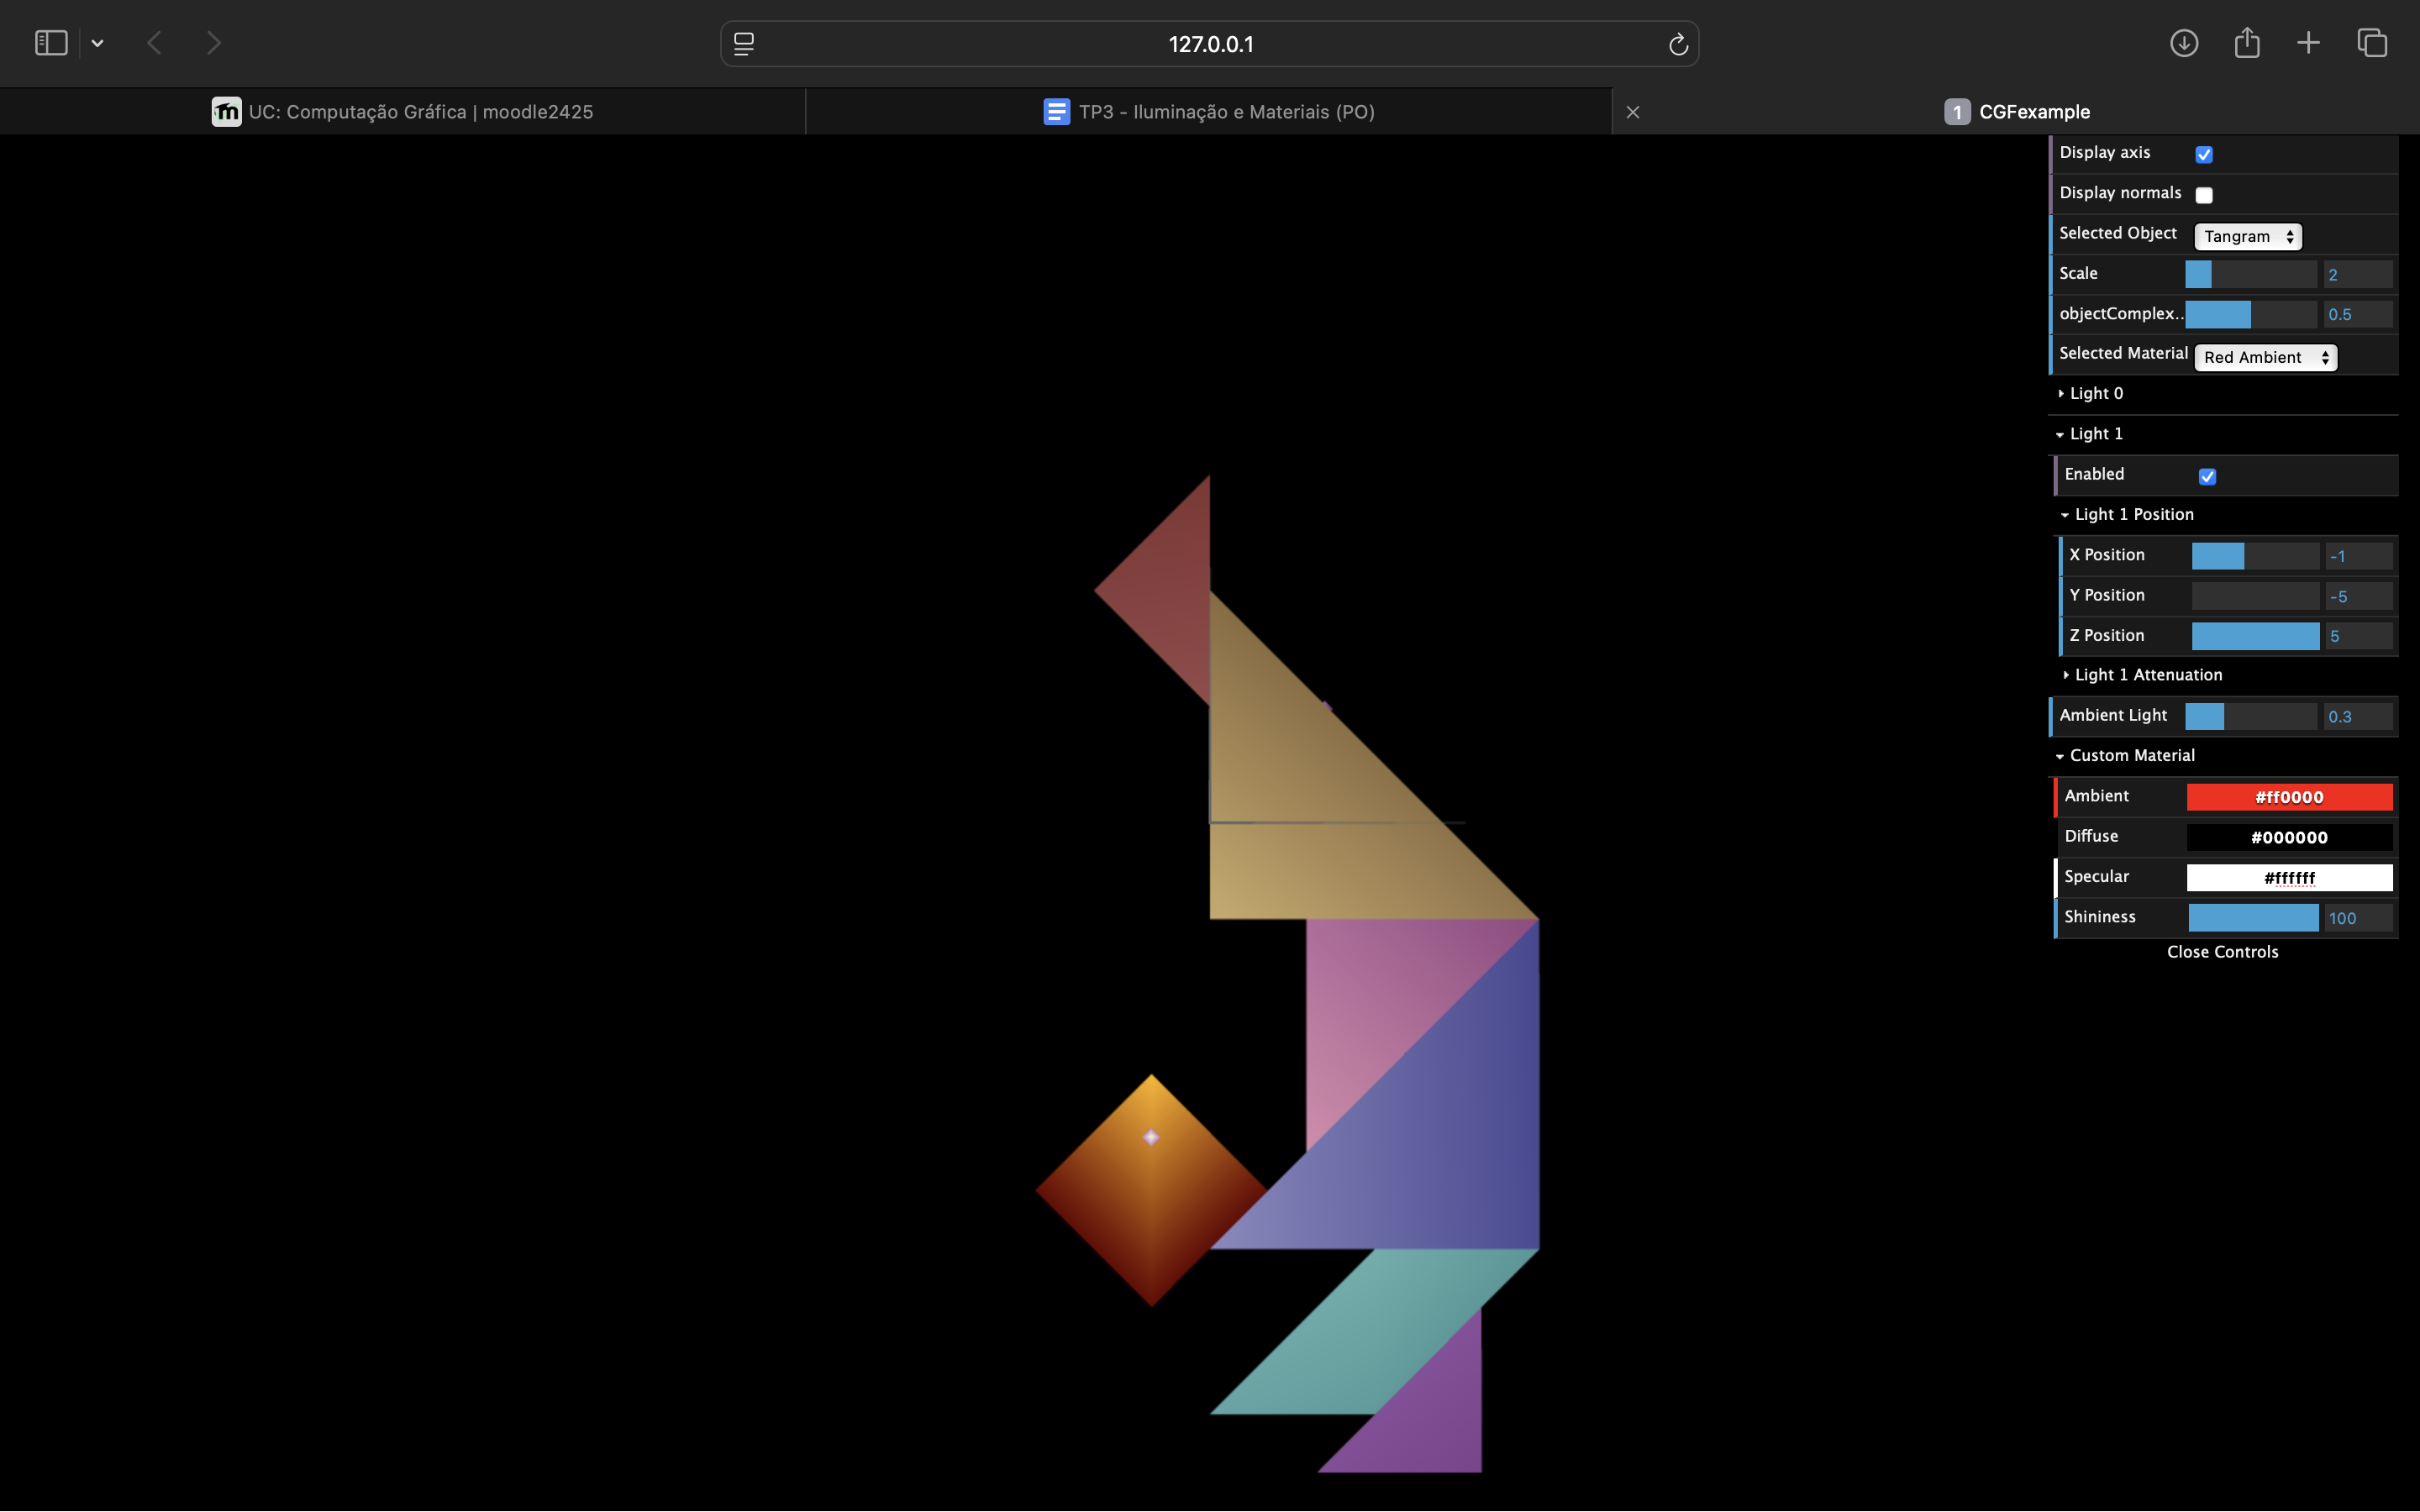 127.0.0.1
UC: Computação Gráfica | moodle2425
TP3 - Iluminação e Materiais (PO)
1 CGFexample
Display axis
Display normals
Selected Object Tangram
Scale 2
objectComplex.. 0.5
Selected Material Red Ambient
Light 0
Light 1
Enabled
Light 1 Position
X Position -1
Y Position -5
Z Position 5
Light 1 Attenuation
Ambient Light 0.3
Custom Material
Ambient #ff0000
Diffuse #000000
Specular #ffffff
Shininess 100
Close Controls